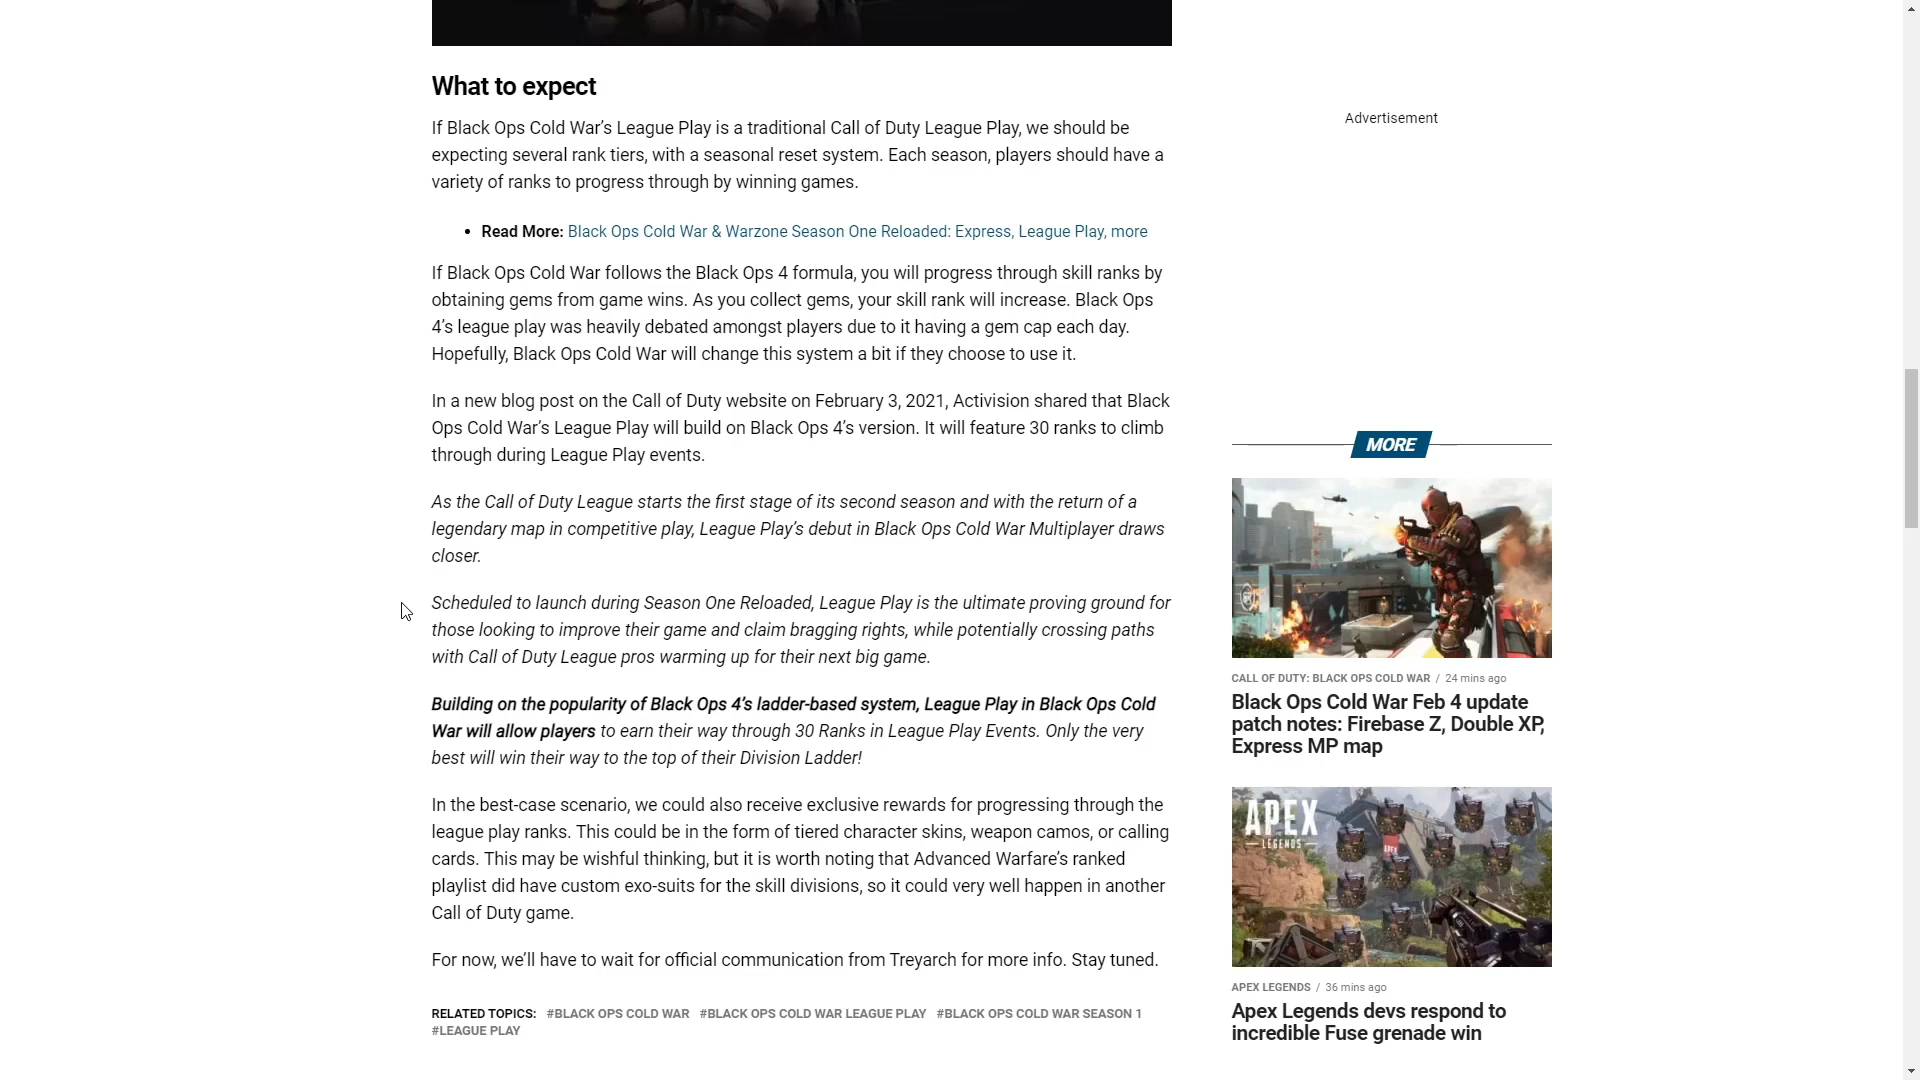 What to expect
If Black Ops Cold War’s League Play is a traditional Call of Duty League Play, we should be
expecting several rank tiers, with a seasonal reset system. Each season, players should have a
variety of ranks to progress through by winning games.
• Read More: Black Ops Cold War & Warzone Season One Reloaded: Express, League Play, more
If Black Ops Cold War follows the Black Ops 4 formula, you will progress through skill ranks by
obtaining gems from game wins. As you collect gems, your skill rank will increase. Black Ops
4’s league play was heavily debated amongst players due to it having a gem cap each day.
Hopefully, Black Ops Cold War will change this system a bit if they choose to use it.
In a new blog post on the Call of Duty website on February 3, 2021, Activision shared that Black
Ops Cold War’s League Play will build on Black Ops 4’s version. It will feature 30 ranks to climb
through during League Play events.
As the Call of Duty League starts the first stage of its second season and with the return of a
legendary map in competitive play, League Play’s debut in Black Ops Cold War Multiplayer draws
closer.
Scheduled to launch during Season One Reloaded, League Play is the ultimate proving ground for
those looking to improve their game and claim bragging rights, while potentially crossing paths
with Call of Duty League pros warming up for their next big game.
Building on the popularity of Black Ops 4’s ladder-based system, League Play in Black Ops Cold
War will allow players to earn their way through 30 Ranks in League Play Events. Only the very
best will win their way to the top of their Division Ladder!
In the best-case scenario, we could also receive exclusive rewards for progressing through the
league play ranks. This could be in the form of tiered character skins, weapon camos, or calling
cards. This may be wishful thinking, but it is worth noting that Advanced Warfare’s ranked
playlist did have custom exo-suits for the skill divisions, so it could very well happen in another
Call of Duty game.
For now, we’ll have to wait for official communication from Treyarch for more info. Stay tuned.
RELATED TOPICS: #BLACK OPS COLD WAR #BLACK OPS COLD WAR LEAGUE PLAY #BLACK OPS COLD WAR SEASON 1
#LEAGUE PLAY
Advertisement
MORE
CALL OF DUTY: BLACK OPS COLD WAR / 24 mins ago
Black Ops Cold War Feb 4 update
patch notes: Firebase Z, Double XP,
Express MP map
APEX
LEGENDS
APEX LEGENDS / 36 mins ago
Apex Legends devs respond to
incredible Fuse grenade win